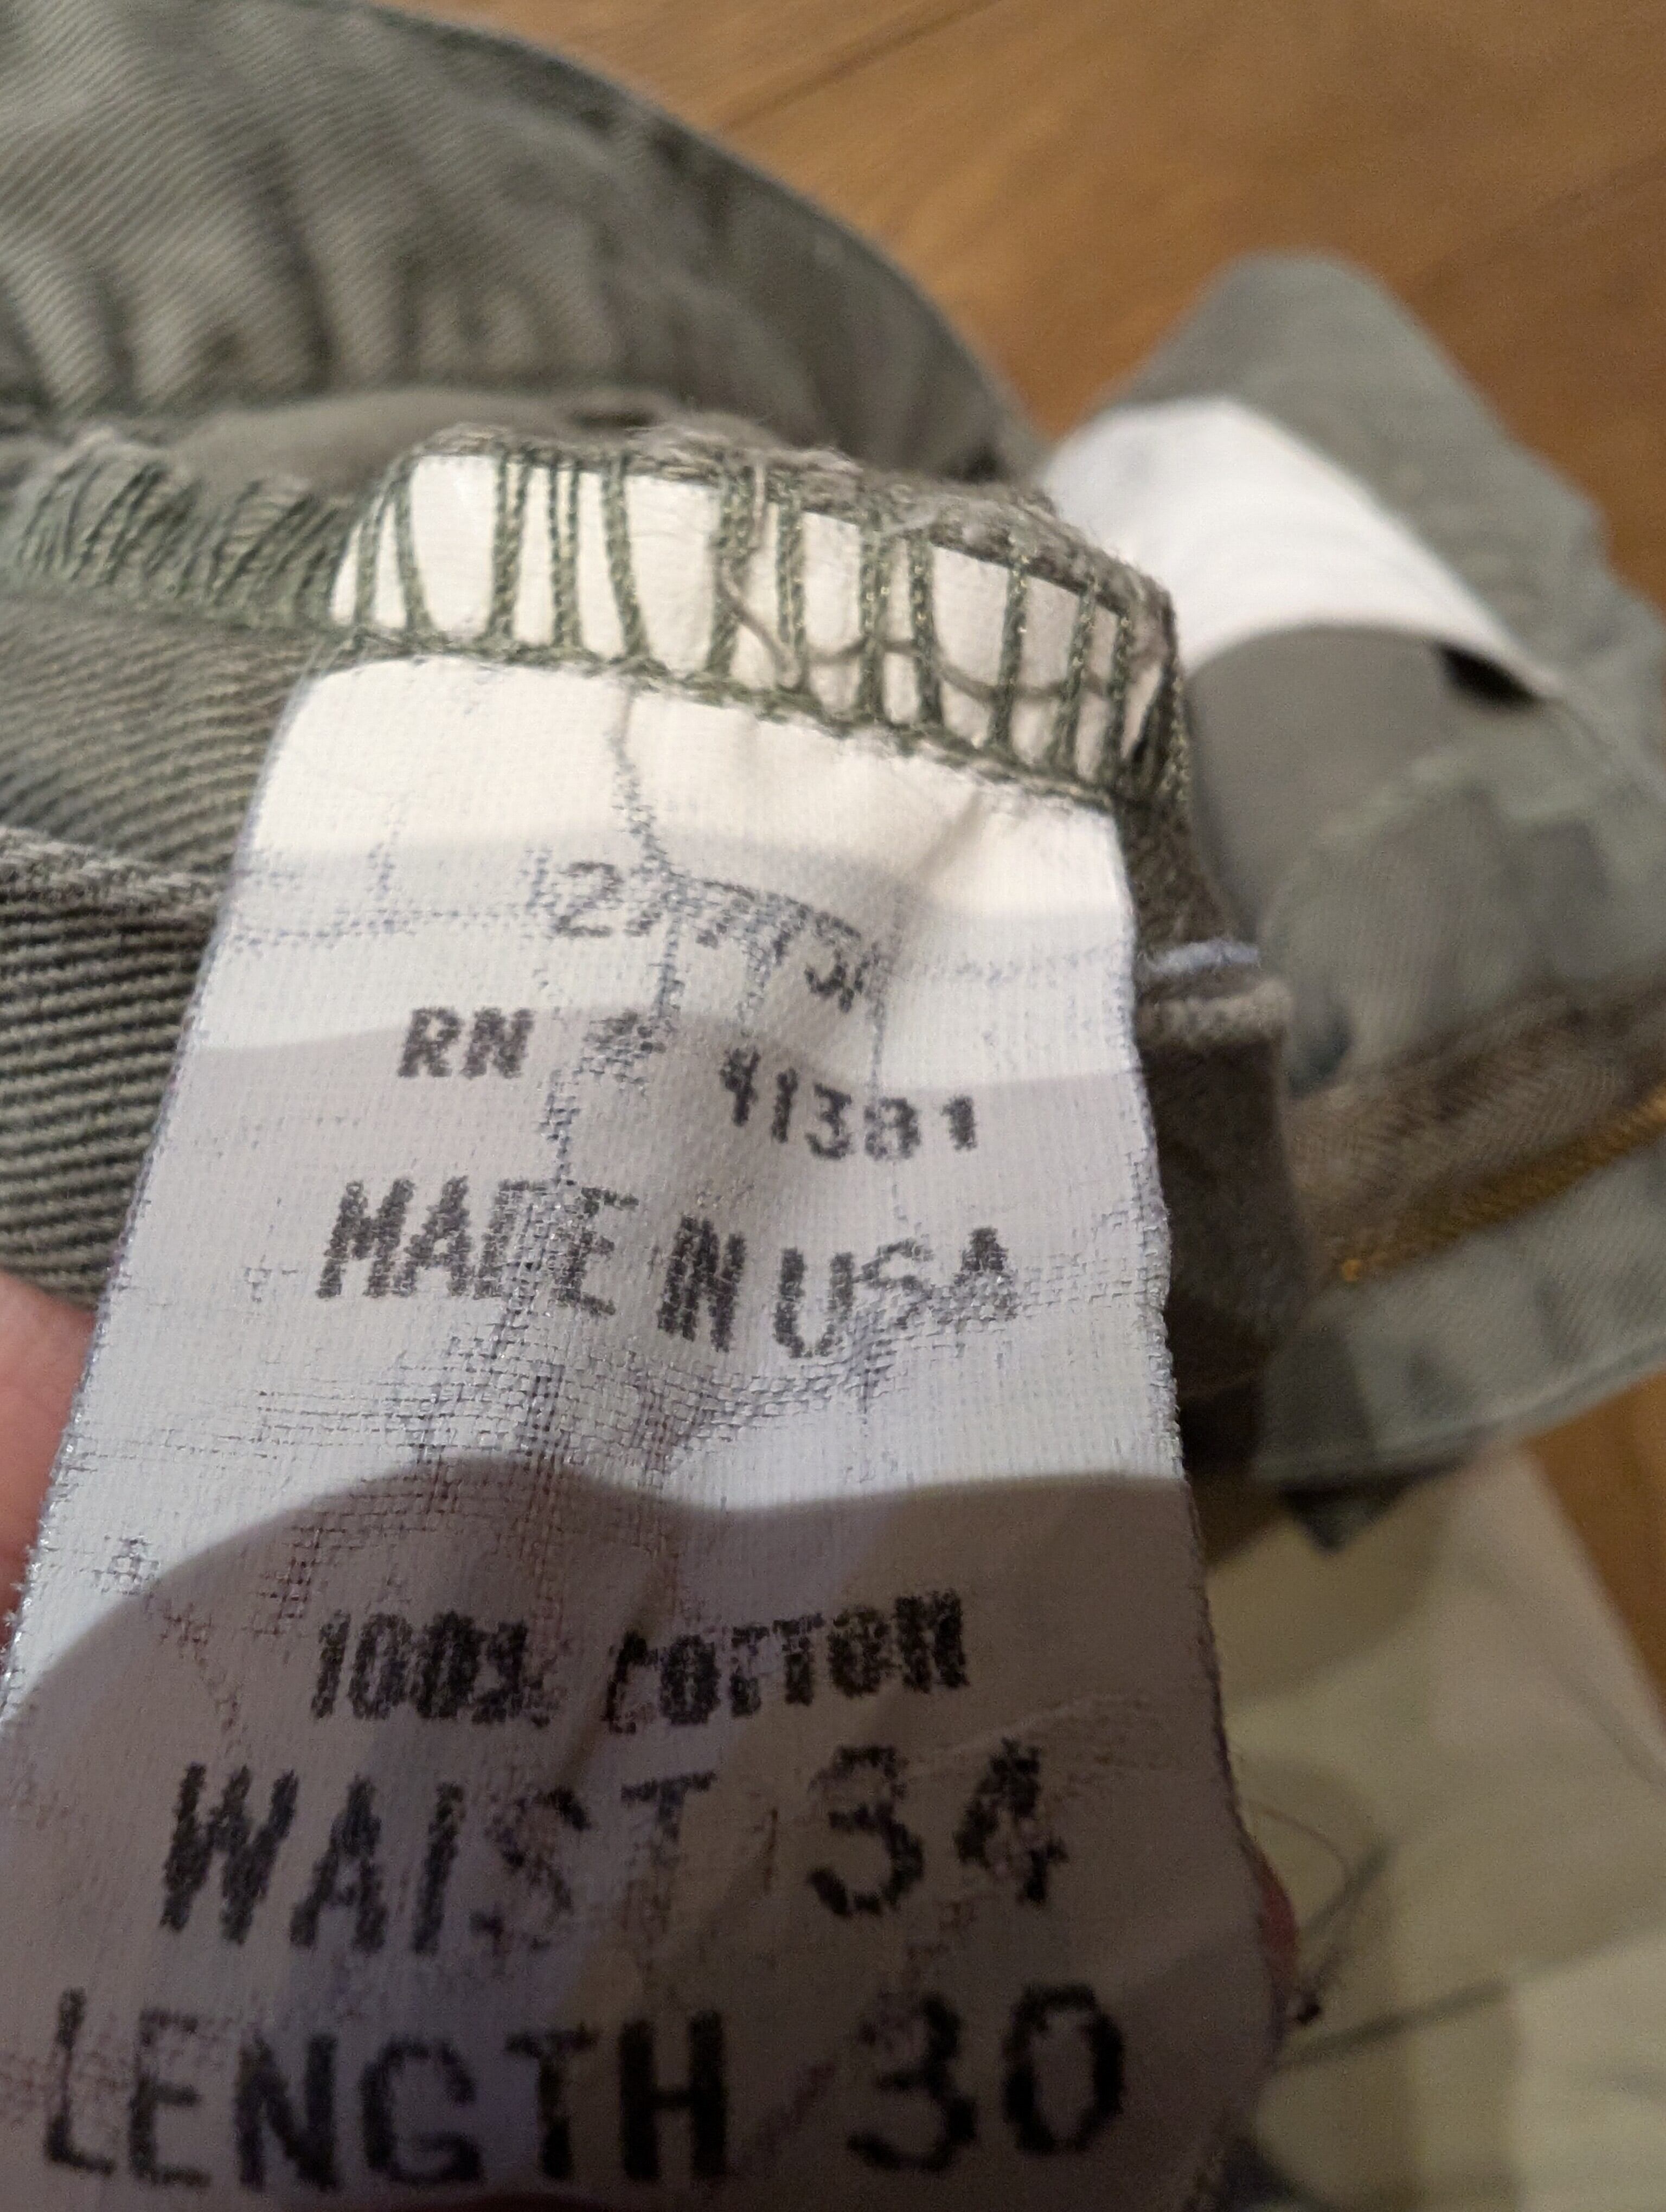 RN # 41381
MADE IN USA
100% COTTON
WAIST 34
LENGTH 30